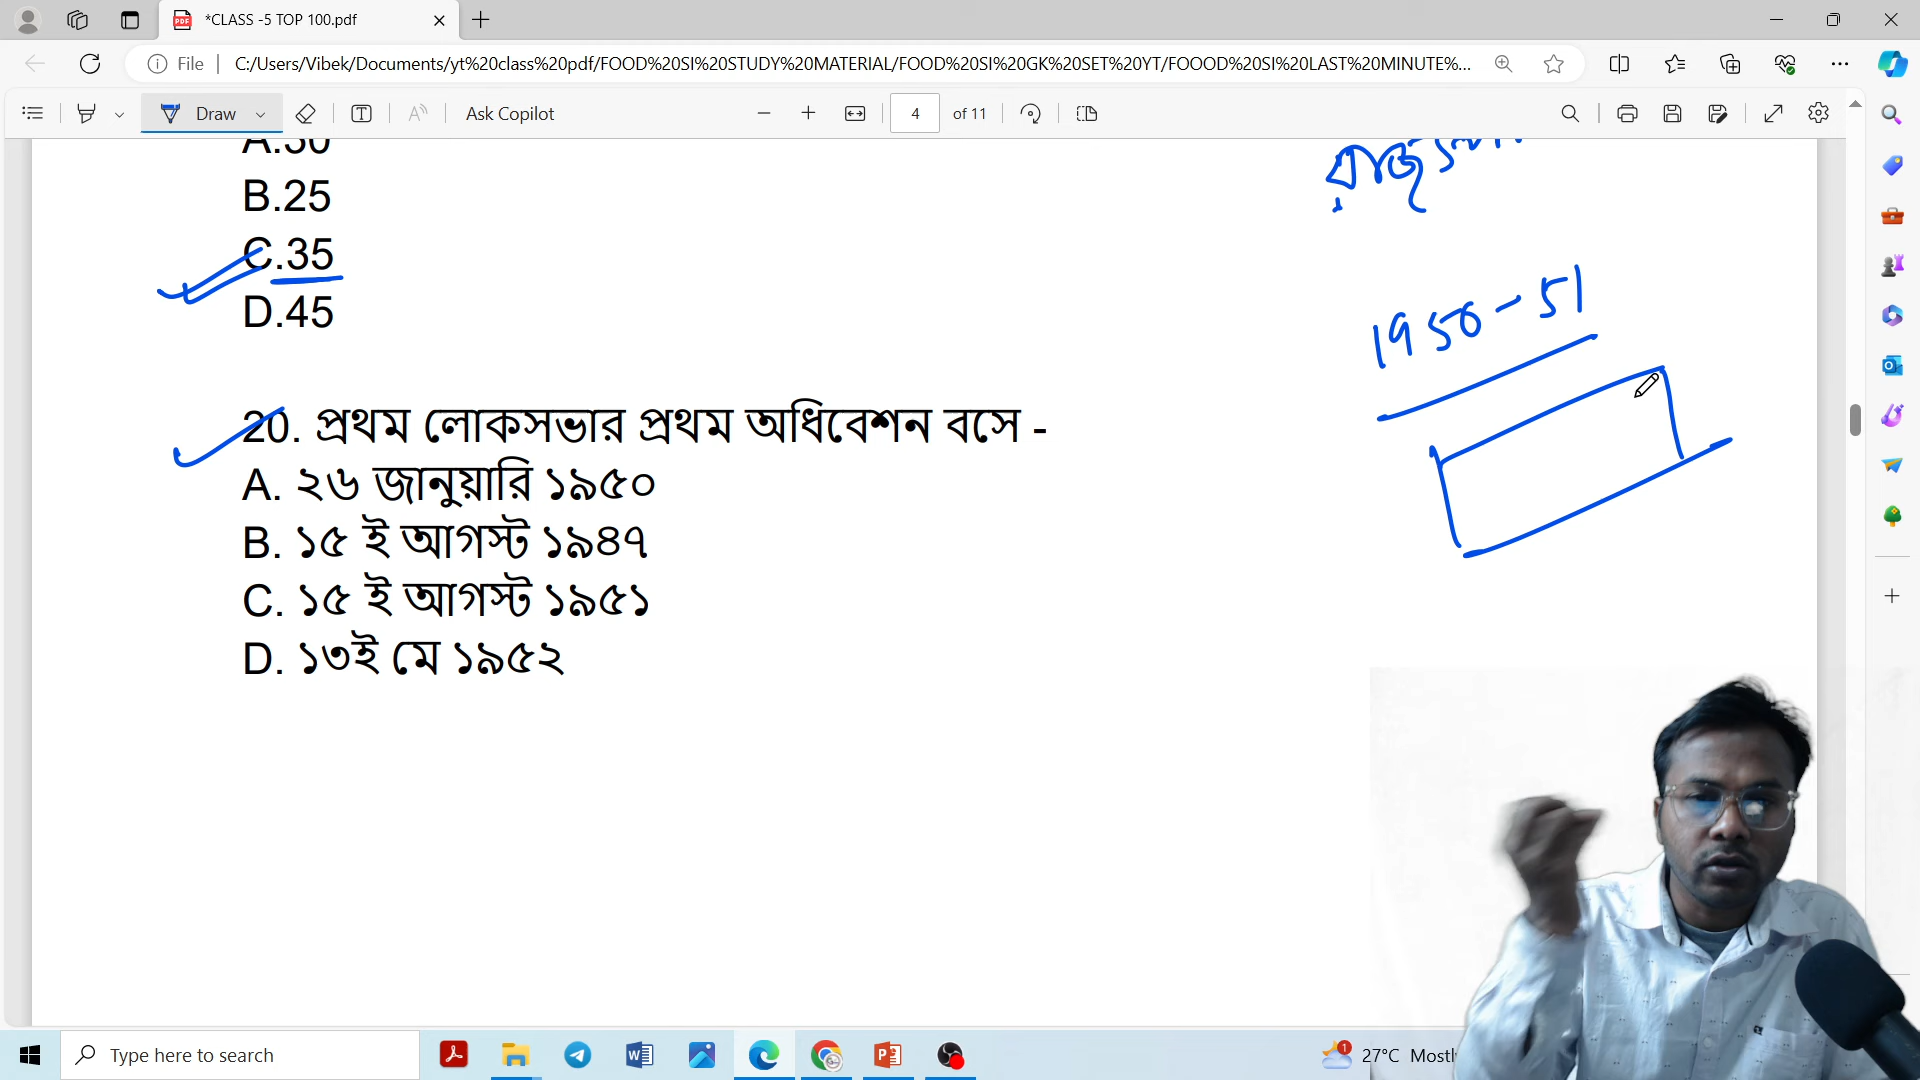 *CLASS -5 TOP 100.pdf
File
C:/Users/Vibek/Documents/yt%20class%20pdf/FOOD%20SI%20STUDY%20MATERIAL/FOOD%20SI%20GK%20SET%20YT/FOOOD%20SI%20LAST%20MINUTE%...
Draw
Ask Copilot
4 of 11
A.30
B.25
C.35
D.45
1950-51
20. প্রথম লোকসভার প্রথম অধিবেশন বসে -
A. ২৬ জানুয়ারি ১৯৫০
B. ১৫ ই আগস্ট ১৯৪৭
C. ১৫ ই আগস্ট ১৯৫১
D. ১৩ই মে ১৯৫২
Type here to search
27°C